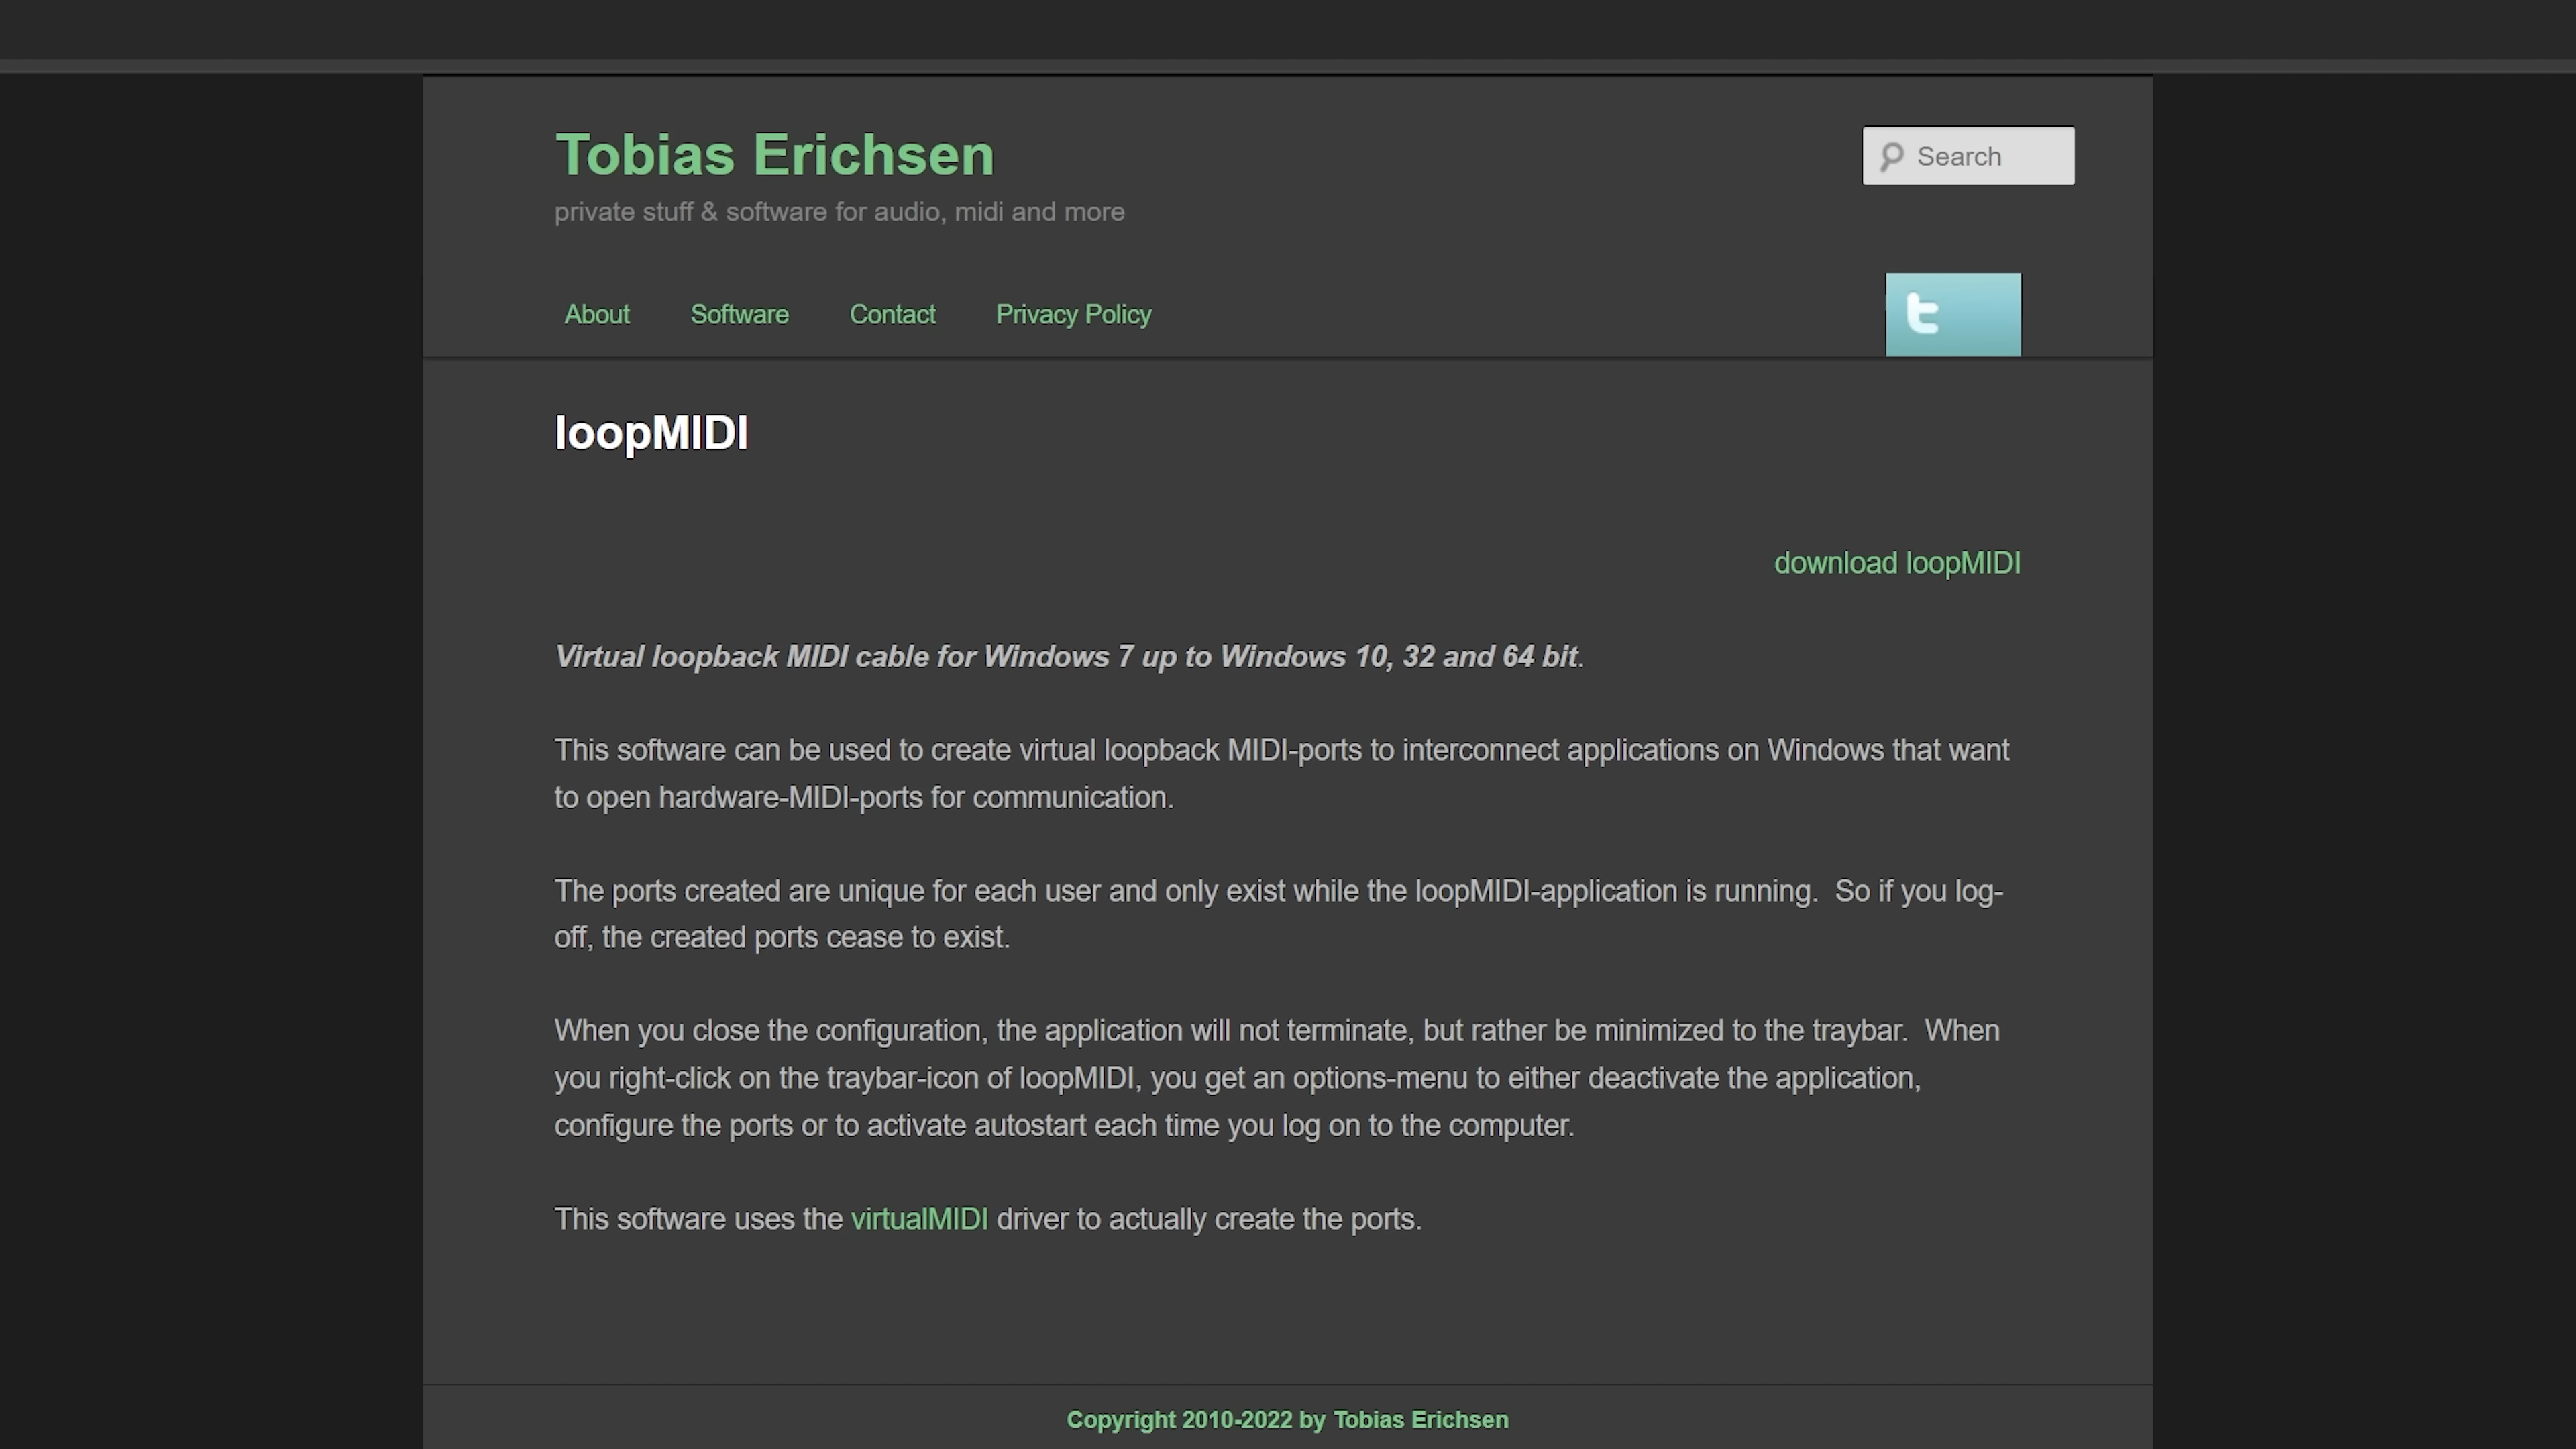 Tobias Erichsen
Search
private stuff & software for audio, midi and more
About Software Contact Privacy Policy
loopMIDI
download loopMIDI
Virtual loopback MIDI cable for Windows 7 up to Windows 10, 32 and 64 bit.
This software can be used to create virtual loopback MIDI-ports to interconnect applications on Windows that want
to open hardware-MIDI-ports for communication.
The ports created are unique for each user and only exist while the loopMIDI-application is running.  So if you log-
off, the created ports cease to exist.
When you close the configuration, the application will not terminate, but rather be minimized to the traybar.  When
you right-click on the traybar-icon of loopMIDI, you get an options-menu to either deactivate the application,
configure the ports or to activate autostart each time you log on to the computer.
This software uses the virtualMIDI driver to actually create the ports.
Copyright 2010-2022 by Tobias Erichsen